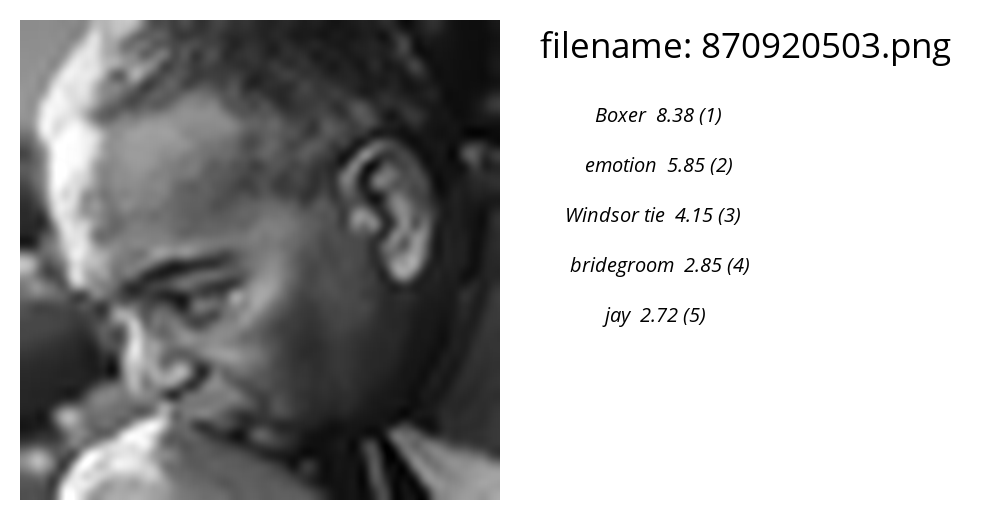 filename: 870920503.png
Boxer 8.38 (1)
emotion 5.85 (2)
Windsor tie 4.15 (3)
bridegroom 2.85 (4)
jay 2.72 (5)